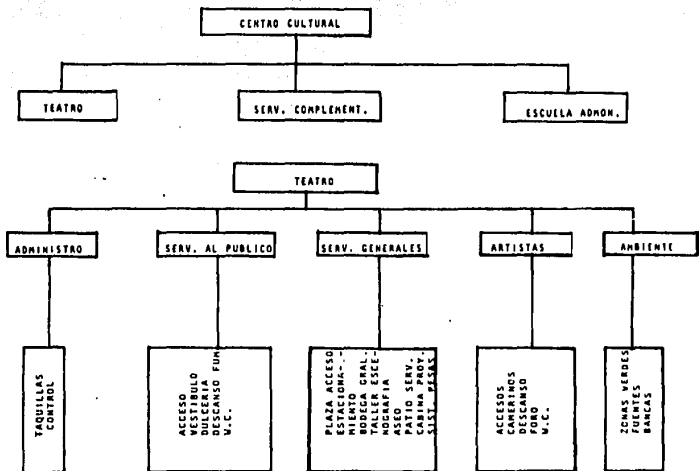 CENTRO CULTURAL
TEATRO
SERV. COMPLEMENT.
ESCUELA ADMON.
TEATRO
ADMINISTRO
SERV. AL PUBLICO
SERV. GENERALES
ARTISTAS
AMBIENTE
TAQUILLAS
CONTROL
ACCESO
VESTIBULO
DULCERIA
DESCANSO FUM.
W.C.
PLAZA ACCESO
ESTACIONA-
MIENTO
BODEGA GRAL.
TALLER ESCE-
NOGRAFIA
ASEO
PATIO SERV.
CABINA PROY.
SIST. PESAS
ACCESOS
CAMERINOS
DESCANSO
FORO
W.C.
ZONAS VERDES
FUENTES
BANCAS